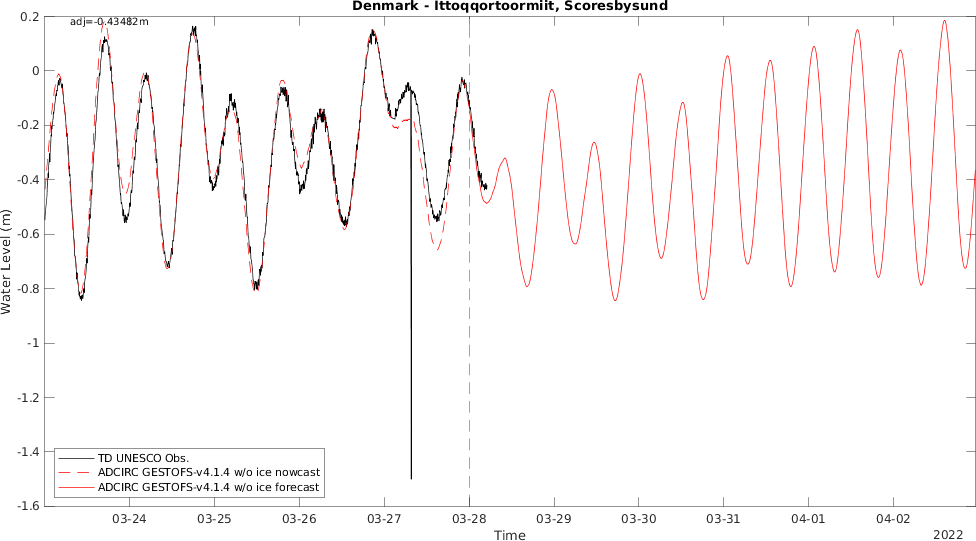 Denmark - Ittoqqortoormiit, Scoresbysund
adj=-0.43482m
0.2
0
-0.2
-0.4
-0.6
-0.8
-1
-1.2
-1.4
-1.6
Water Level (m)
TD UNESCO Obs.
ADCIRC GESTOFS-v4.1.4 w/o ice nowcast
ADCIRC GESTOFS-v4.1.4 w/o ice forecast
03-24 03-25 03-26 03-27 03-28 03-29 03-30 03-31 04-01 04-02
Time
2022